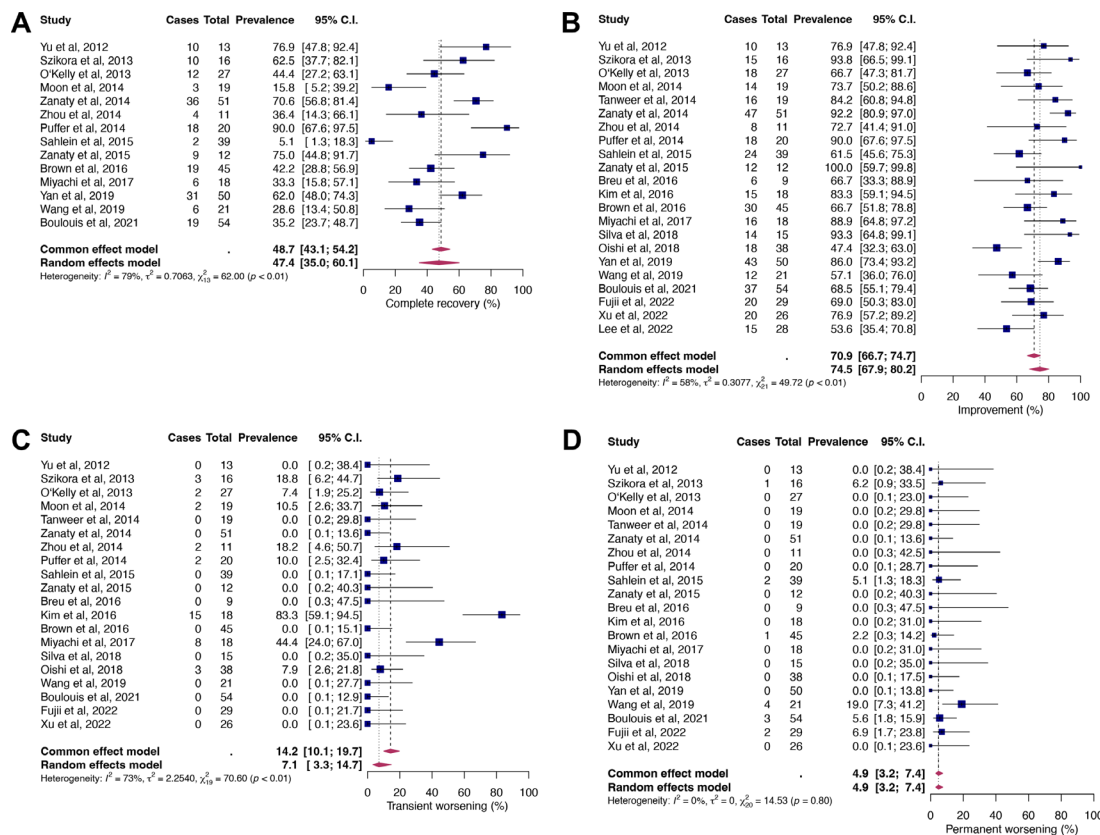 A
Study Cases Total Prevalence 95% C.I.
Yu et al, 2012 10 13 76.9 [47.8; 92.4]
Szikora et al, 2013 10 16 62.5 [37.7; 82.1]
O'Kelly et al, 2013 12 27 44.4 [27.2; 63.1]
Moon et al, 2014 3 19 15.8 [ 5.2; 39.2]
Zanaty et al, 2014 36 51 70.6 [56.8; 81.4]
Zhou et al, 2014 4 11 36.4 [14.3; 66.1]
Puffer et al, 2014 18 20 90.0 [67.6; 97.5]
Sahlein et al, 2015 2 39 5.1 [ 1.3; 18.3]
Zanaty et al, 2015 9 12 75.0 [44.8; 91.7]
Brown et al, 2016 19 45 42.2 [28.8; 56.9]
Miyachi et al, 2017 6 18 33.3 [15.8; 57.1]
Yan et al, 2019 31 50 62.0 [48.0; 74.3]
Wang et al, 2019 6 21 28.6 [13.4; 50.8]
Boulouis et al, 2021 19 54 35.2 [23.7; 48.7]
Common effect model . 48.7 [43.1; 54.2]
Random effects model 47.4 [35.0; 60.1]
Heterogeneity: I² = 79%, τ² = 0.7063, χ²₁₃ = 62.00 (p < 0.01)
0 20 40 60 80 100
Complete recovery (%)
B
Study Cases Total Prevalence 95% C.I.
Yu et al, 2012 10 13 76.9 [47.8; 92.4]
Szikora et al, 2013 15 16 93.8 [66.5; 99.1]
O'Kelly et al, 2013 18 27 66.7 [47.3; 81.7]
Moon et al, 2014 14 19 73.7 [50.2; 88.6]
Tanweer et al, 2014 16 19 84.2 [60.8; 94.8]
Zanaty et al, 2014 47 51 92.2 [80.9; 97.0]
Zhou et al, 2014 8 11 72.7 [41.4; 91.0]
Puffer et al, 2014 18 20 90.0 [67.6; 97.5]
Sahlein et al, 2015 24 39 61.5 [45.6; 75.3]
Zanaty et al, 2015 12 12 100.0 [59.7; 99.8]
Breu et al, 2016 6 9 66.7 [33.3; 88.9]
Kim et al, 2016 15 18 83.3 [59.1; 94.5]
Brown et al, 2016 30 45 66.7 [51.8; 78.8]
Miyachi et al, 2017 16 18 88.9 [64.8; 97.2]
Silva et al, 2018 14 15 93.3 [64.8; 99.1]
Oishi et al, 2018 18 38 47.4 [32.3; 63.0]
Yan et al, 2019 43 50 86.0 [73.4; 93.2]
Wang et al, 2019 12 21 57.1 [36.0; 76.0]
Boulouis et al, 2021 37 54 68.5 [55.1; 79.4]
Fujii et al, 2022 20 29 69.0 [50.3; 83.0]
Xu et al, 2022 20 26 76.9 [57.2; 89.2]
Lee et al, 2022 15 28 53.6 [35.4; 70.8]
Common effect model . 70.9 [66.7; 74.7]
Random effects model 74.5 [67.9; 80.2]
Heterogeneity: I² = 58%, τ² = 0.3077, χ²₂₁ = 49.72 (p < 0.01)
0 20 40 60 80 100
Improvement (%)
C
Study Cases Total Prevalence 95% C.I.
Yu et al, 2012 0 13 0.0 [ 0.2; 38.4]
Szikora et al, 2013 3 16 18.8 [ 6.2; 44.7]
O'Kelly et al, 2013 2 27 7.4 [ 1.9; 25.2]
Moon et al, 2014 2 19 10.5 [ 2.6; 33.7]
Tanweer et al, 2014 0 19 0.0 [ 0.2; 29.8]
Zanaty et al, 2014 0 51 0.0 [ 0.1; 13.6]
Zhou et al, 2014 2 11 18.2 [ 4.6; 50.7]
Puffer et al, 2014 2 20 10.0 [ 2.5; 32.4]
Sahlein et al, 2015 0 39 0.0 [ 0.1; 17.1]
Zanaty et al, 2015 0 12 0.0 [ 0.2; 40.3]
Breu et al, 2016 0 9 0.0 [ 0.3; 47.5]
Kim et al, 2016 15 18 83.3 [59.1; 94.5]
Brown et al, 2016 0 45 0.0 [ 0.1; 15.1]
Miyachi et al, 2017 8 18 44.4 [24.0; 67.0]
Silva et al, 2018 0 15 0.0 [ 0.2; 35.0]
Oishi et al, 2018 3 38 7.9 [ 2.6; 21.8]
Wang et al, 2019 0 21 0.0 [ 0.1; 27.7]
Boulouis et al, 2021 0 54 0.0 [ 0.1; 12.9]
Fujii et al, 2022 0 29 0.0 [ 0.1; 21.7]
Xu et al, 2022 0 26 0.0 [ 0.1; 23.6]
Common effect model . 14.2 [10.1; 19.7]
Random effects model 7.1 [ 3.3; 14.7]
Heterogeneity: I² = 73%, τ² = 2.2540, χ²₁₉ = 70.60 (p < 0.01)
0 20 40 60 80 100
Transient worsening (%)
D
Study Cases Total Prevalence 95% C.I.
Yu et al, 2012 0 13 0.0 [0.2; 38.4]
Szikora et al, 2013 1 16 6.2 [0.9; 33.5]
O'Kelly et al, 2013 0 27 0.0 [0.1; 23.0]
Moon et al, 2014 0 19 0.0 [0.2; 29.8]
Tanweer et al, 2014 0 19 0.0 [0.2; 29.8]
Zanaty et al, 2014 0 51 0.0 [0.1; 13.6]
Zhou et al, 2014 0 11 0.0 [0.3; 42.5]
Puffer et al, 2014 0 20 0.0 [0.1; 28.7]
Sahlein et al, 2015 2 39 5.1 [1.3; 18.3]
Zanaty et al, 2015 0 12 0.0 [0.2; 40.3]
Breu et al, 2016 0 9 0.0 [0.3; 47.5]
Kim et al, 2016 0 18 0.0 [0.2; 31.0]
Brown et al, 2016 1 45 2.2 [0.3; 14.2]
Miyachi et al, 2017 0 18 0.0 [0.2; 31.0]
Silva et al, 2018 0 15 0.0 [0.2; 35.0]
Oishi et al, 2018 0 38 0.0 [0.1; 17.5]
Yan et al, 2019 0 50 0.0 [0.1; 13.8]
Wang et al, 2019 4 21 19.0 [7.3; 41.2]
Boulouis et al, 2021 3 54 5.6 [1.8; 15.9]
Fujii et al, 2022 2 29 6.9 [1.7; 23.8]
Xu et al, 2022 0 26 0.0 [0.1; 23.6]
Common effect model . 4.9 [3.2; 7.4]
Random effects model 4.9 [3.2; 7.4]
Heterogeneity: I² = 0%, τ² = 0, χ²₂₀ = 14.53 (p = 0.80)
0 20 40 60 80 100
Permanent worsening (%)